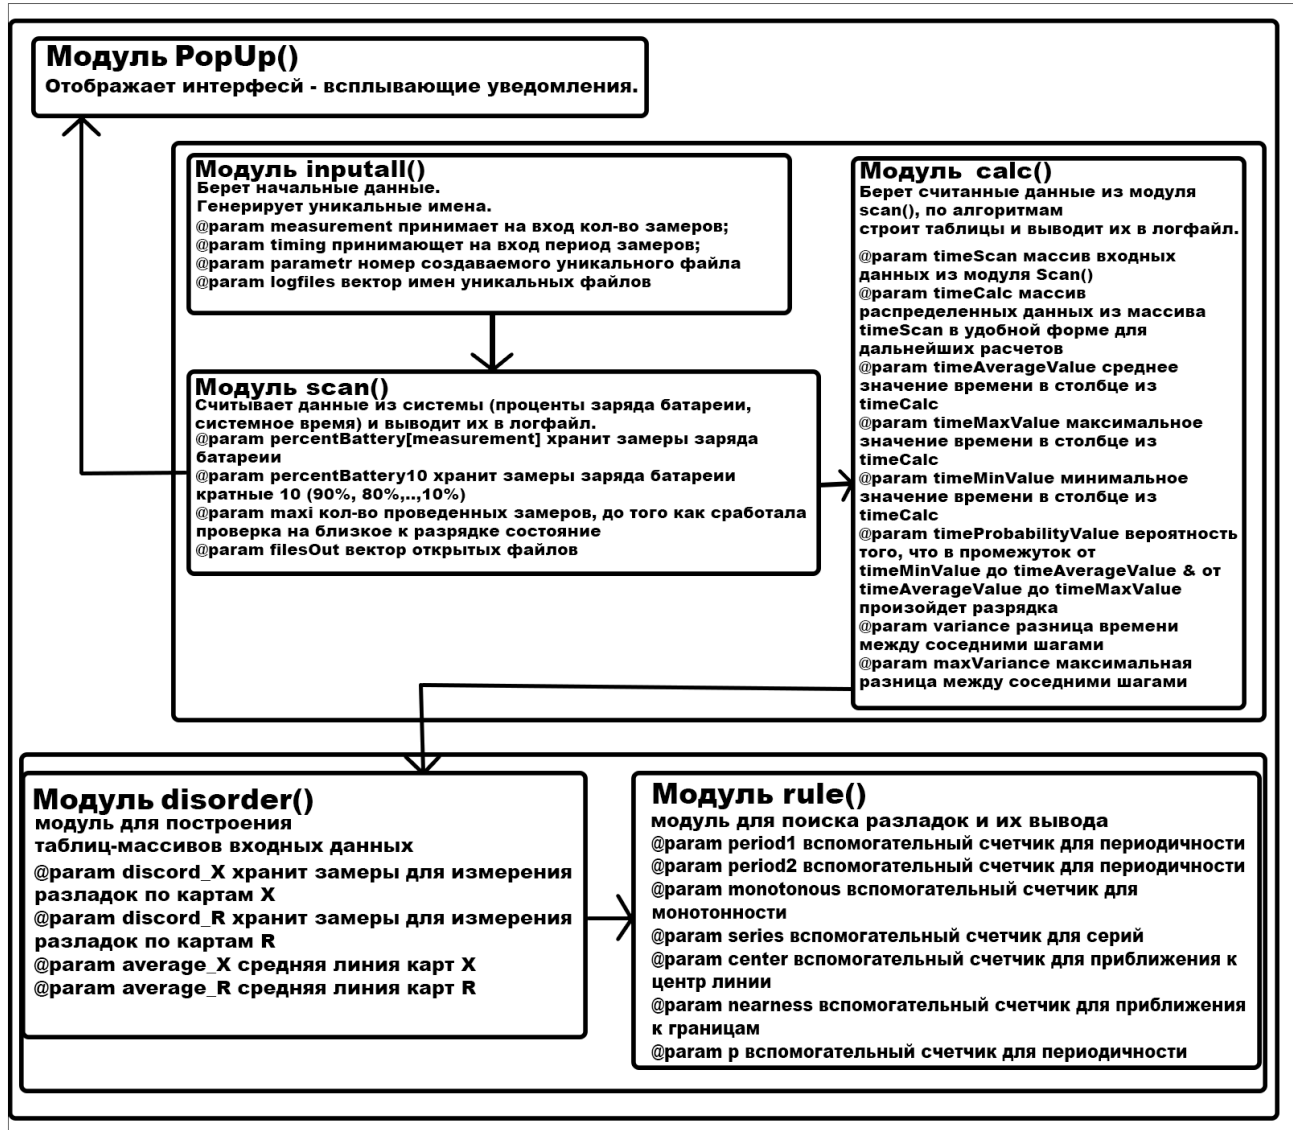 Модуль PopUp()
Отображает интерфесй - всплывающие уведомления.
Модуль inputall()
Берет начальные данные.
Генерирует уникальные имена.
@param measurement принимает на вход кол-во замеров;
@param timing принимающет на вход период замеров;
@param parametr номер создаваемого уникального файла
@param logfiles вектор имен уникальных файлов
Модуль scan()
Считывает данные из системы (проценты заряда батареии,
системное время) и выводит их в логфайл.
@param percentBattery[measurement] хранит замеры заряда
батареии
@param percentBattery10 хранит замеры заряда батареии
кратные 10 (90%, 80%,..,10%)
@param maxi кол-во проведенных замеров, до того как сработала
проверка на близкое к разрядке состояние
@param filesOut вектор открытых файлов
Модуль calc()
Берет считанные данные из модуля
scan(), по алгоритмам
строит таблицы и выводит их в логфайл.
@param timeScan массив входных
данных из модуля Scan()
@param timeCalc массив
распределенных данных из массива
timeScan в удобной форме для
дальнейших расчетов
@param timeAverageValue среднее
значение времени в столбце из
timeCalc
@param timeMaxValue максимальное
значение времени в столбце из
timeCalc
@param timeMinValue минимальное
значение времени в столбце из
timeCalc
@param timeProbabilityValue вероятность
того, что в промежуток от
timeMinValue до timeAverageValue & от
timeAverageValue до timeMaxValue
произойдет разрядка
@param variance разница времени
между соседними шагами
@param maxVariance максимальная
разница между соседними шагами
Модуль disorder()
модуль для построения
таблиц-массивов входных данных
@param discord_X хранит замеры для измерения
разладок по картам X
@param discord_R хранит замеры для измерения
разладок по картам R
@param average_X средняя линия карт X
@param average_R средняя линия карт R
Модуль rule()
модуль для поиска разладок и их вывода
@param period1 вспомогательный счетчик для периодичности
@param period2 вспомогательный счетчик для периодичности
@param monotonous вспомогательный счетчик для
монотонности
@param series вспомогательный счетчик для серий
@param center вспомогательный счетчик для приближения к
центр линии
@param nearness вспомогательный счетчик для приближения
к границам
@param p вспомогательный счетчик для периодичности